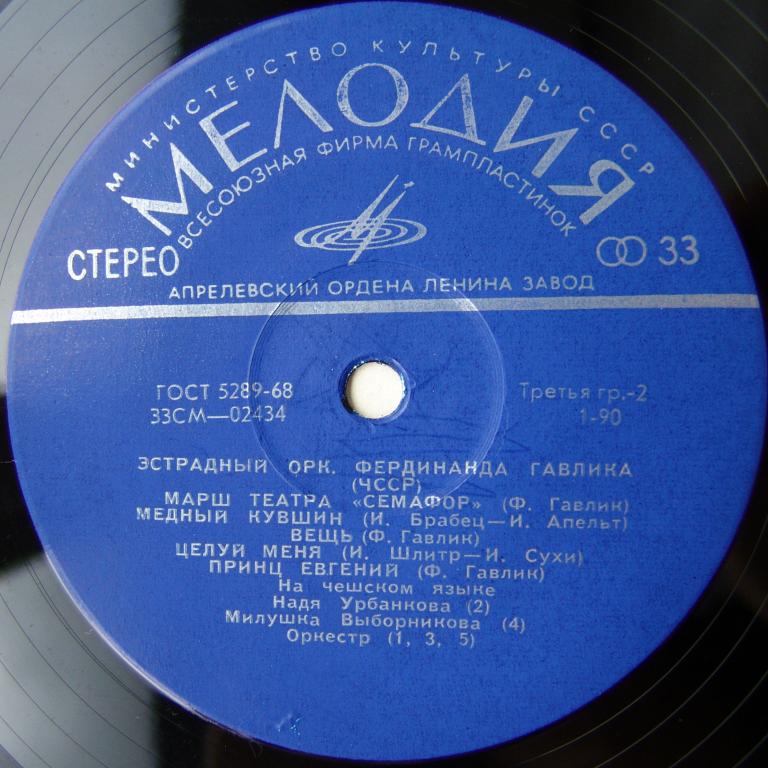 МИНИСТЕРСТВО КУЛЬТУРЫ СССР
МЕЛОДИЯ
ВСЕСОЮЗНАЯ ФИРМА ГРАМПЛАСТИНОК
СТЕРЕО
33
АПРЕЛЕВСКИЙ ОРДЕНА ЛЕНИНА ЗАВОД
ГОСТ 5289-68
Третья гр.-2
33СМ—02434
1-90
ЭСТРАДНЫЙ ОРК. ФЕРДИНАНДА ГАВЛИКА
(ЧССР)
МАРШ ТЕАТРА «СЕМАФОР» (Ф. Гавлик)
МЕДНЫЙ КУВШИН (И. Брабец—И. Апельт)
ВЕЩЬ (Ф. Гавлик)
ЦЕЛУЙ МЕНЯ (И. Шлитр—И. Сухи)
ПРИНЦ ЕВГЕНИЙ (Ф. Гавлик)
На чешском языке
Надя Урбанкова (2)
Милушка Выборникова (4)
Оркестр (1, 3, 5)